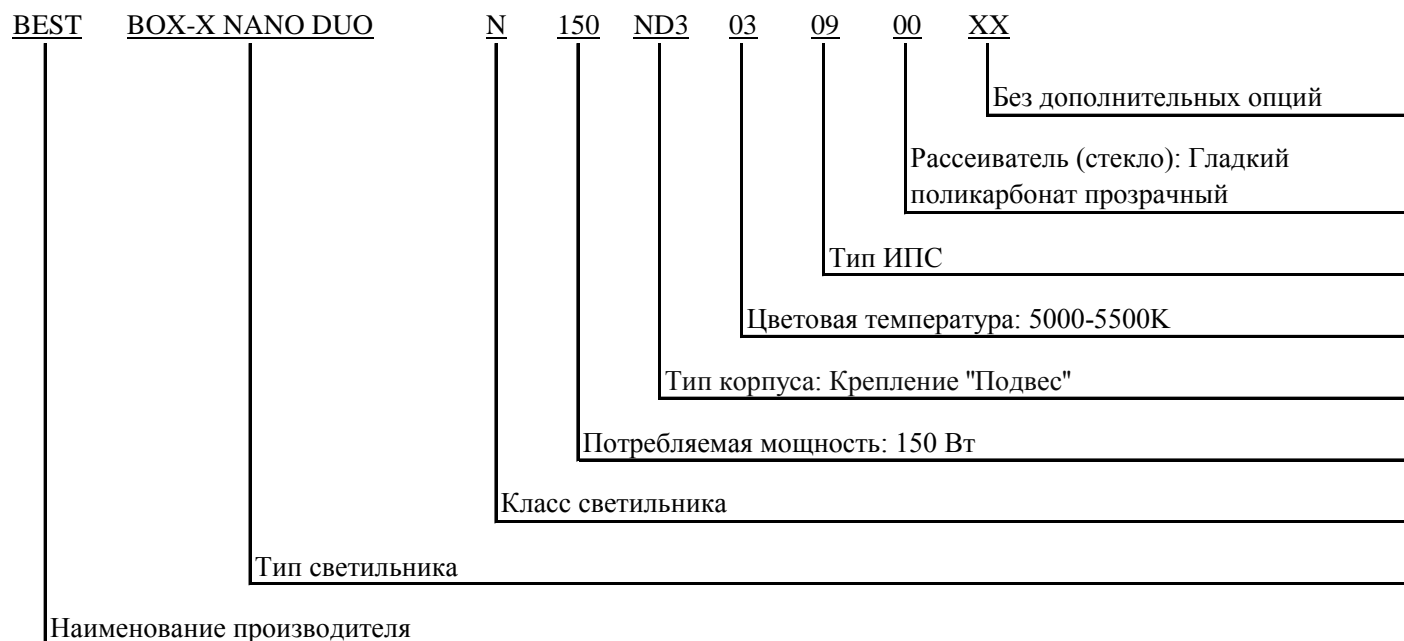 BEST BOX-X NANO DUO N 150 ND3 03 09 00 XX
Без дополнительных опций
Рассеиватель (стекло): Гладкий
поликарбонат прозрачный
Тип ИПС
Цветовая температура: 5000-5500K
Тип корпуса: Крепление "Подвес"
Потребляемая мощность: 150 Вт
Класс светильника
Тип светильника
Наименование производителя